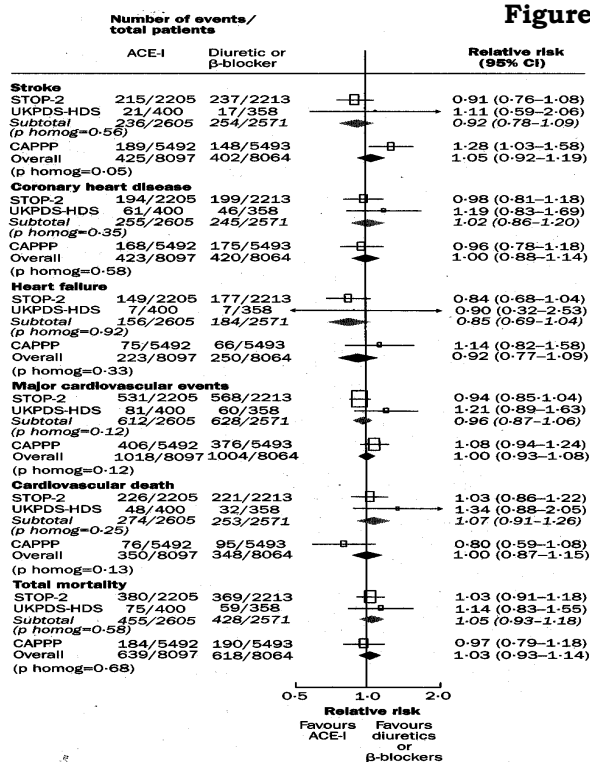 Figure
Number of events/
total patients
ACE-I Diuretic or β-blocker Relative risk (95% CI)
Stroke
STOP-2 215/2205 237/2213 0·91 (0·76–1·08)
UKPDS-HDS 21/400 17/358 1·11 (0·59–2·06)
Subtotal 236/2605 254/2571 0·92 (0·78–1·09)
(p homog=0·56)
CAPPP 189/5492 148/5493 1·28 (1·03–1·58)
Overall 425/8097 402/8064 1·05 (0·92–1·19)
(p homog=0·05)
Coronary heart disease
STOP-2 194/2205 199/2213 0·98 (0·81–1·18)
UKPDS-HDS 61/400 46/358 1·19 (0·83–1·69)
Subtotal 255/2605 245/2571 1·02 (0·86–1·20)
(p homog=0·35)
CAPPP 168/5492 175/5493 0·96 (0·78–1·18)
Overall 423/8097 420/8064 1·00 (0·88–1·14)
(p homog=0·58)
Heart failure
STOP-2 149/2205 177/2213 0·84 (0·68–1·04)
UKPDS-HDS 7/400 7/358 0·90 (0·32–2·53)
Subtotal 156/2605 184/2571 0·85 (0·69–1·04)
(p homog=0·92)
CAPPP 75/5492 66/5493 1·14 (0·82–1·58)
Overall 223/8097 250/8064 0·92 (0·77–1·09)
(p homog=0·33)
Major cardiovascular events
STOP-2 531/2205 568/2213 0·94 (0·85·1·04)
UKPDS-HDS 81/400 60/358 1·21 (0·89–1·63)
Subtotal 612/2605 628/2571 0·96 (0·87–1·06)
(p homog=0·12)
CAPPP 406/5492 376/5493 1·08 (0·94–1·24)
Overall 1018/8097 1004/8064 1·00 (0·93–1·08)
(p homog=0·12)
Cardiovascular death
STOP-2 226/2205 221/2213 1·03 (0·86–1·22)
UKPDS-HDS 48/400 32/358 1·34 (0·88–2·05)
Subtotal 274/2605 253/2571 1·07 (0·91–1·26)
(p homog=0·25)
CAPPP 76/5492 95/5493 0·80 (0·59–1·08)
Overall 350/8097 348/8064 1·00 (0·87–1·15)
(p homog=0·13)
Total mortality
STOP-2 380/2205 369/2213 1·03 (0·91–1·18)
UKPDS-HDS 75/400 59/358 1·14 (0·83–1·55)
Subtotal 455/2605 428/2571 1·05 (0·93–1·18)
(p homog=0·58)
CAPPP 184/5492 190/5493 0·97 (0·79–1·18)
Overall 639/8097 618/8064 1·03 (0·93–1·14)
(p homog=0·68)
0·5 1·0 2·0
Relative risk
Favours Favours
ACE-I diuretics
or
β-blockers